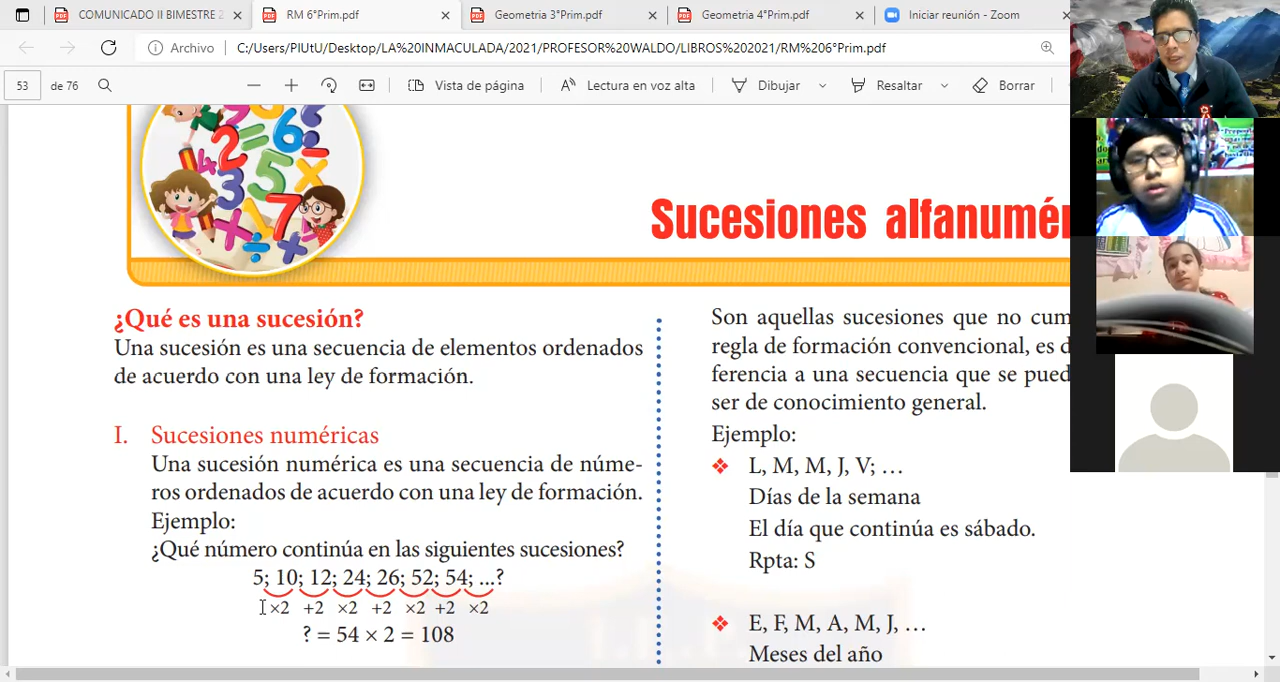 COMUNICADO II BIMESTRE 2
RM 6°Prim.pdf
Geometria 3°Prim.pdf
Geometria 4°Prim.pdf
Iniciar reunión - Zoom
Archivo
C:/Users/PIUtU/Desktop/LA%20INMACULADA/2021/PROFESOR%20WALDO/LIBROS%202021/RM%206°Prim.pdf
53 de 76
Vista de página
Lectura en voz alta
Dibujar
Resaltar
Borrar
Sucesiones alfanumér
¿Qué es una sucesión?
Una sucesión es una secuencia de elementos ordenados
de acuerdo con una ley de formación.
I. Sucesiones numéricas
Una sucesión numérica es una secuencia de núme-
ros ordenados de acuerdo con una ley de formación.
Ejemplo:
¿Qué número continúa en las siguientes sucesiones?
5; 10; 12; 24; 26; 52; 54; ...?
×2 +2 ×2 +2 ×2 +2 ×2
? = 54 × 2 = 108
Son aquellas sucesiones que no cum
regla de formación convencional, es d
ferencia a una secuencia que se pued
ser de conocimiento general.
Ejemplo:
L, M, M, J, V; ...
Días de la semana
El día que continúa es sábado.
Rpta: S
E, F, M, A, M, J, ...
Meses del año